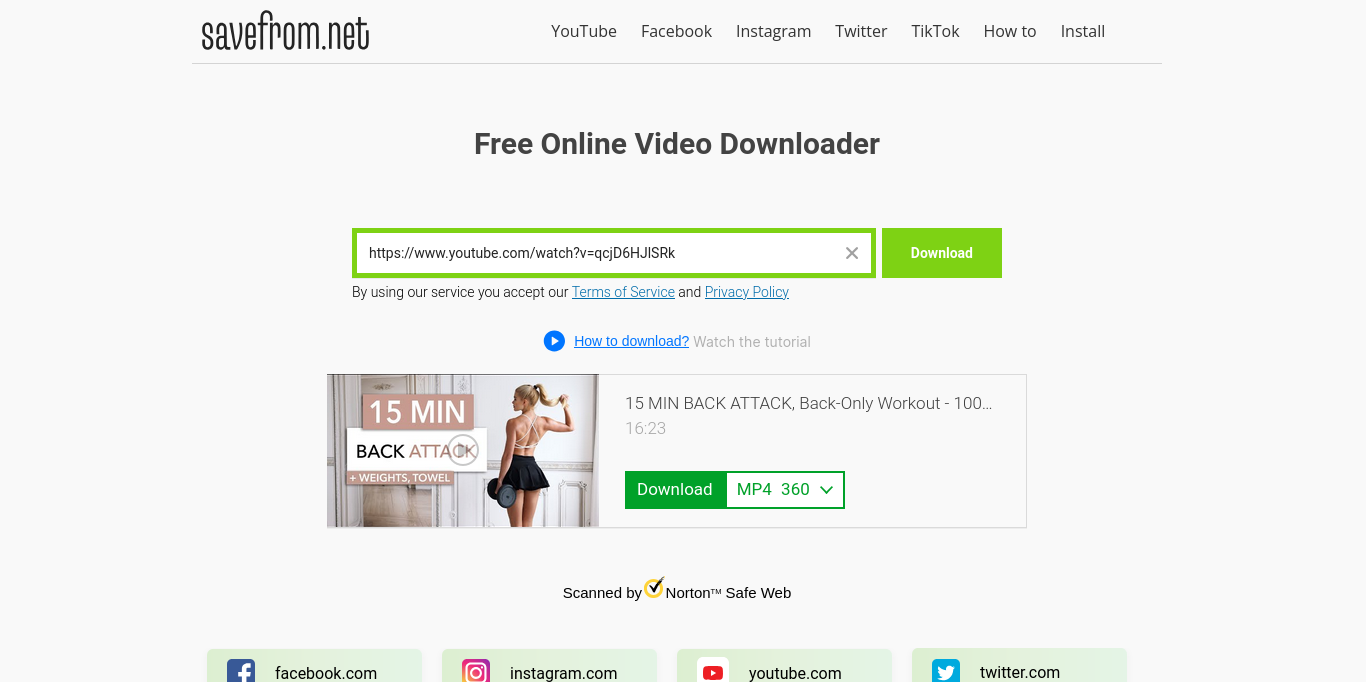 savefrom.net
YouTube Facebook Instagram Twitter TikTok How to Install
Free Online Video Downloader
https://www.youtube.com/watch?v=qcjD6HJlSRk
Download
By using our service you accept our Terms of Service and Privacy Policy
How to download? Watch the tutorial
15 MIN
BACK ATTACK
+ WEIGHTS, TOWEL
15 MIN BACK ATTACK, Back-Only Workout - 100...
16:23
Download MP4 360
Scanned by Norton™ Safe Web
facebook.com instagram.com youtube.com twitter.com